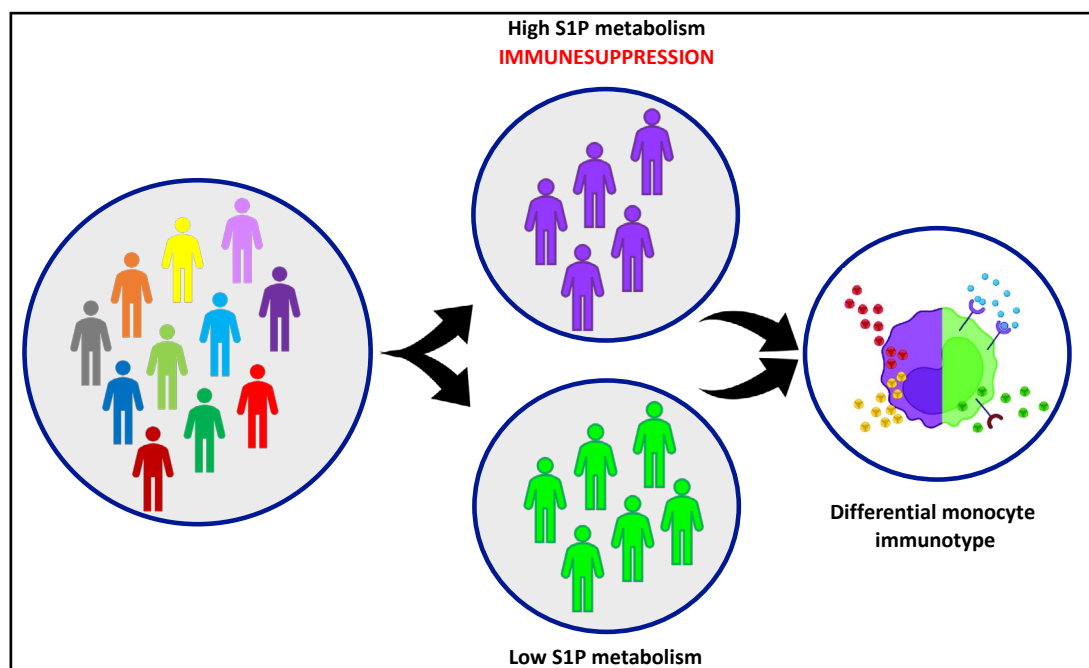 High S1P metabolism
IMMUNESUPPRESSION
Differential monocyte
immunotype
Low S1P metabolism